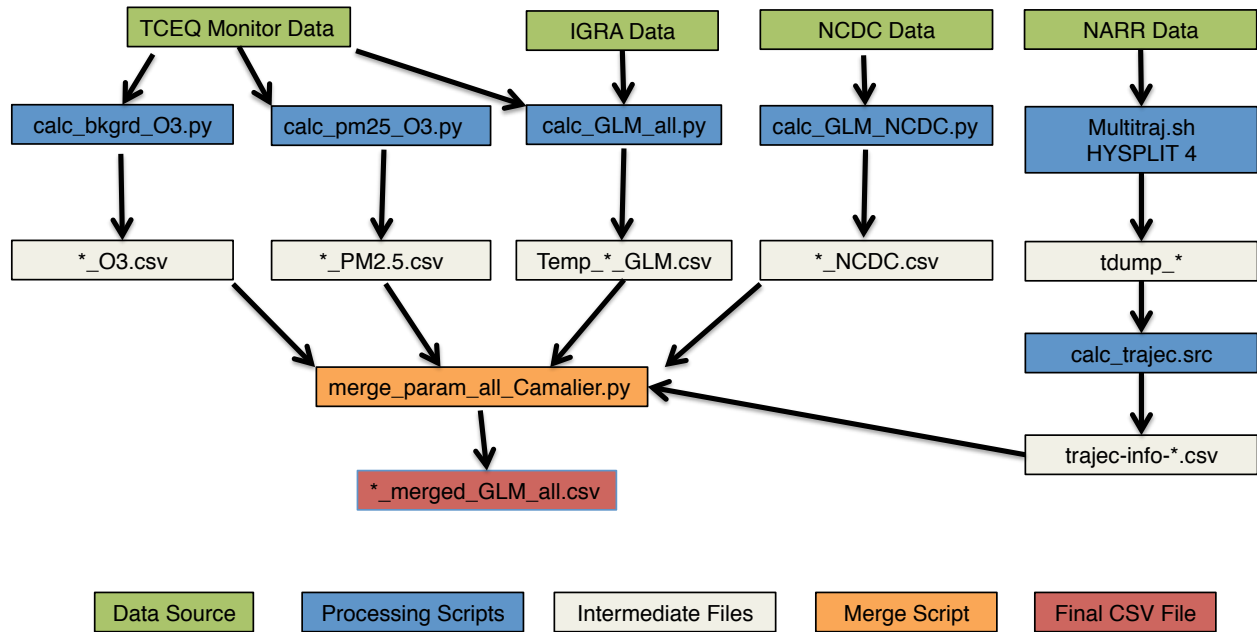 TCEQ Monitor Data
IGRA Data
NCDC Data
NARR Data
calc_bkgrd_O3.py
calc_pm25_O3.py
calc_GLM_all.py
calc_GLM_NCDC.py
Multitraj.sh
HYSPLIT 4
*_O3.csv
*_PM2.5.csv
Temp_*_GLM.csv
*_NCDC.csv
tdump_*
calc_trajec.src
merge_param_all_Camalier.py
trajec-info-*.csv
*_merged_GLM_all.csv
Data Source
Processing Scripts
Intermediate Files
Merge Script
Final CSV File